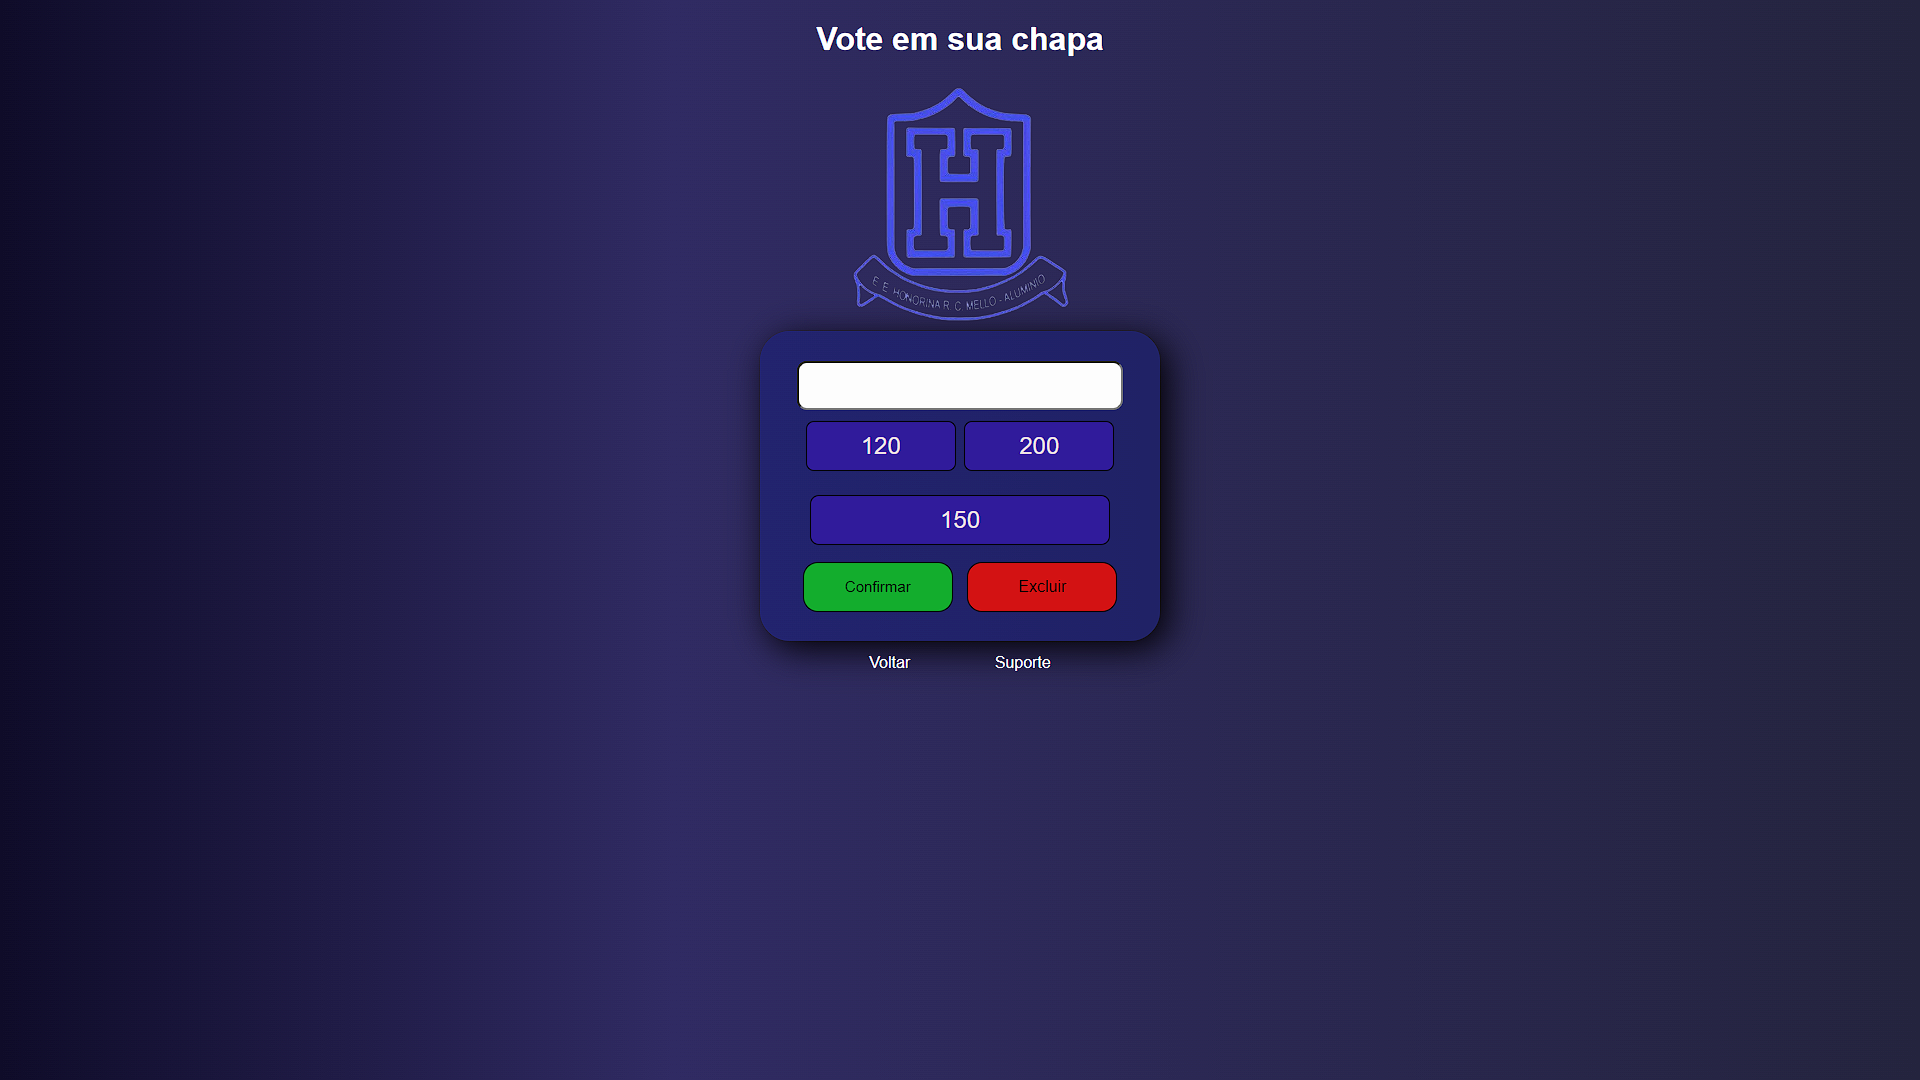 Vote em sua chapa
H
E. E. HONORINA R. C. MELLO - ALUMINIO
120 200
150
Confirmar Excluir
Voltar Suporte